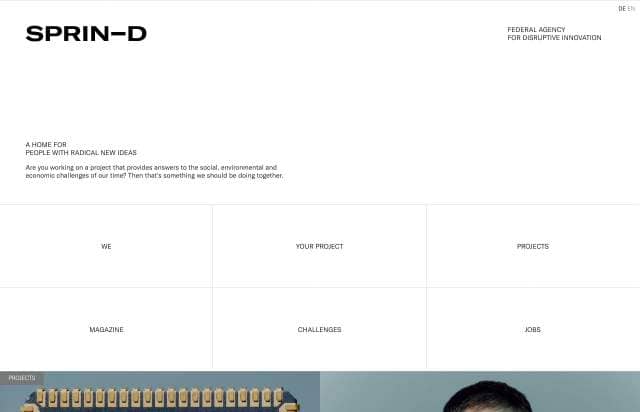 DE EN
SPRIN–D
FEDERAL AGENCY
FOR DISRUPTIVE INNOVATION
A HOME FOR
PEOPLE WITH RADICAL NEW IDEAS
Are you working on a project that provides answers to the social, environmental and
economic challenges of our time? Then that's something we should be doing together.
WE
YOUR PROJECT
PROJECTS
MAGAZINE
CHALLENGES
JOBS
PROJECTS